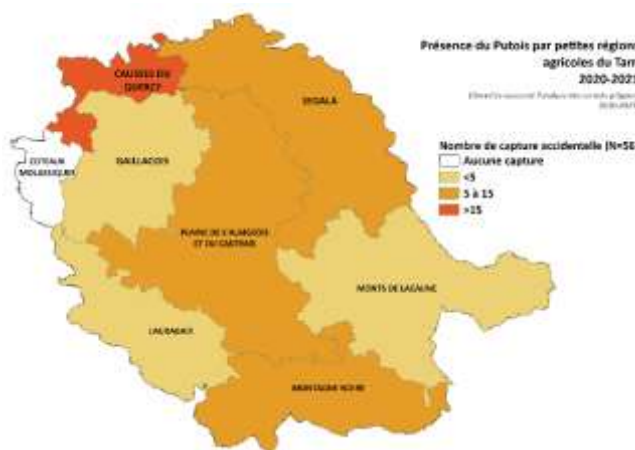 Présence du Putois par petites région
agricoles du Tarn
2020-2021
Nombre de capture accidentelle (N=56
Aucune capture
<5
5 à 15
>15
CAUSSES DU
QUERCY
SEGALA
COTEAUX
MOLASSIQUES
GAILLACOIS
PLAINE DE L'ALBIGEOIS
ET DU CASTRAIS
MONTS DE LACAUNE
LAURAGAIS
MONTAGNE NOIRE